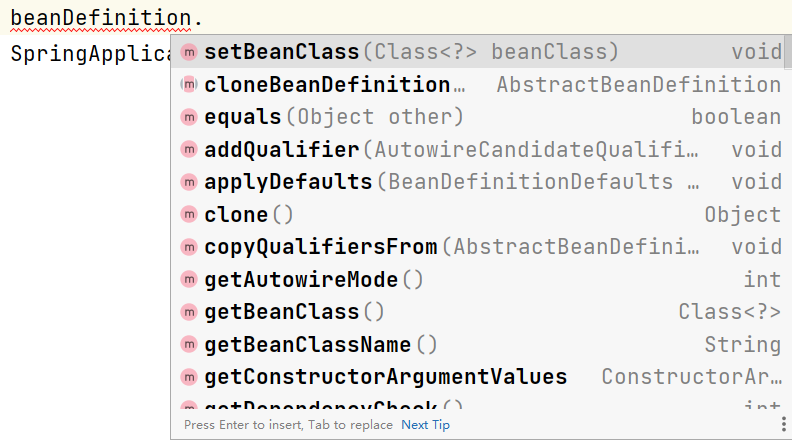 beanDefinition.
SpringApplica
m setBeanClass(Class<?> beanClass) void
m cloneBeanDefinition… AbstractBeanDefinition
m equals(Object other) boolean
m addQualifier(AutowireCandidateQualifi… void
m applyDefaults(BeanDefinitionDefaults … void
m clone() Object
m copyQualifiersFrom(AbstractBeanDefini… void
m getAutowireMode() int
m getBeanClass() Class<?>
m getBeanClassName() String
m getConstructorArgumentValues ConstructorAr…
m getDependencyCheck() int
Press Enter to insert, Tab to replace Next Tip